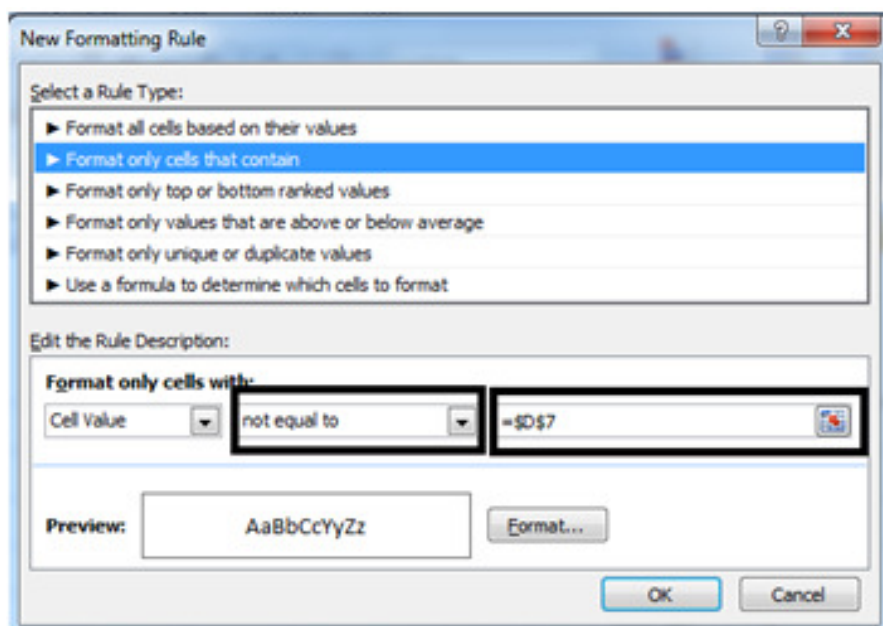 New Formatting Rule
Select a Rule Type:
► Format all cells based on their values
► Format only cells that contain
► Format only top or bottom ranked values
► Format only values that are above or below average
► Format only unique or duplicate values
► Use a formula to determine which cells to format
Edit the Rule Description:
Format only cells with:
Cell Value not equal to =$D$7
Preview: AaBbCcYyZz Format...
OK Cancel